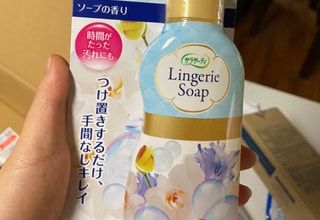 ソープの香り
時間が
たった
汚れにも
つけ置きするだけ、
手間なしキレイ
サラサーティ
Lingerie
Soap